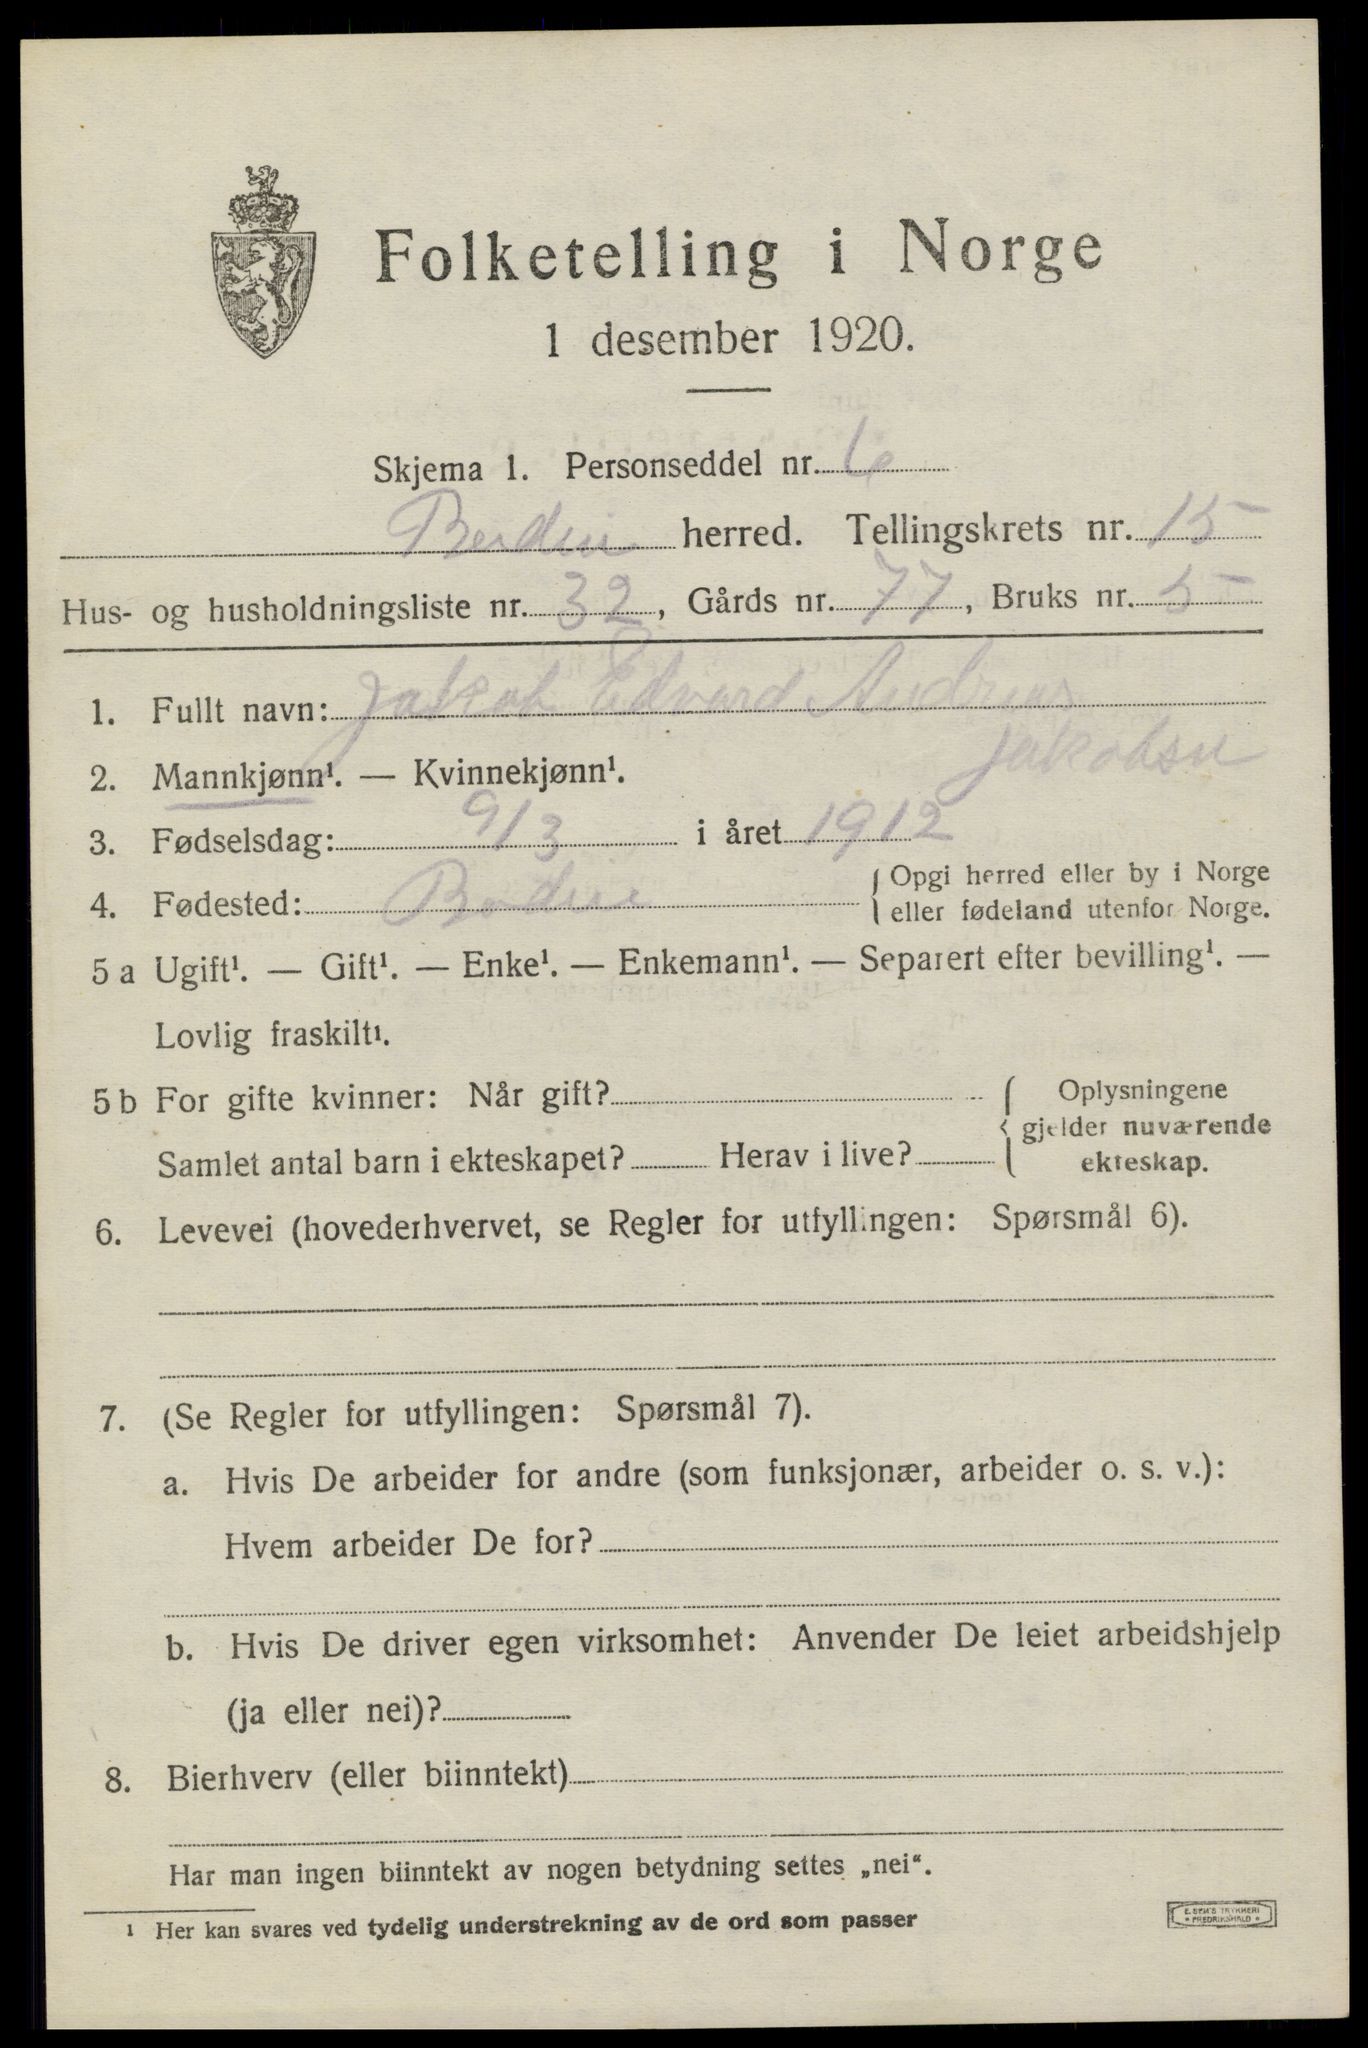 Folketelling i Norge
1 desember 1920.
Skjema 1. Personseddel nr. 6
Bodin herred. Tellingskrets nr. 15
Hus- og husholdningsliste nr. 32, Gårds nr. 77, Bruks nr. 5
1. Fullt navn: Jakob Edvard Andreas
Jakobsen
2. Mannkjønn¹. — Kvinnekjønn¹.
3. Fødselsdag: 9/3 i året 1912
4. Fødested: Bodin { Opgi herred eller by i Norge
eller fødeland utenfor Norge.
5 a Ugift¹. — Gift¹. — Enke¹. — Enkemann¹. — Separert efter bevilling¹. —
Lovlig fraskilt¹.
5 b For gifte kvinner: Når gift? { Oplysningene
gjelder nuværende
Samlet antal barn i ekteskapet? Herav i live? ekteskap.
6. Levevei (hovederhvervet, se Regler for utfyllingen: Spørsmål 6).
7. (Se Regler for utfyllingen: Spørsmål 7).
a. Hvis De arbeider for andre (som funksjonær, arbeider o. s. v.):
Hvem arbeider De for?
b. Hvis De driver egen virksomhet: Anvender De leiet arbeidshjelp
(ja eller nei)?
8. Bierhverv (eller biinntekt)
Har man ingen biinntekt av nogen betydning settes „nei“.
¹ Her kan svares ved tydelig understrekning av de ord som passer
E. SEM'S TRYKKERI
* FREDRIKSHALD *